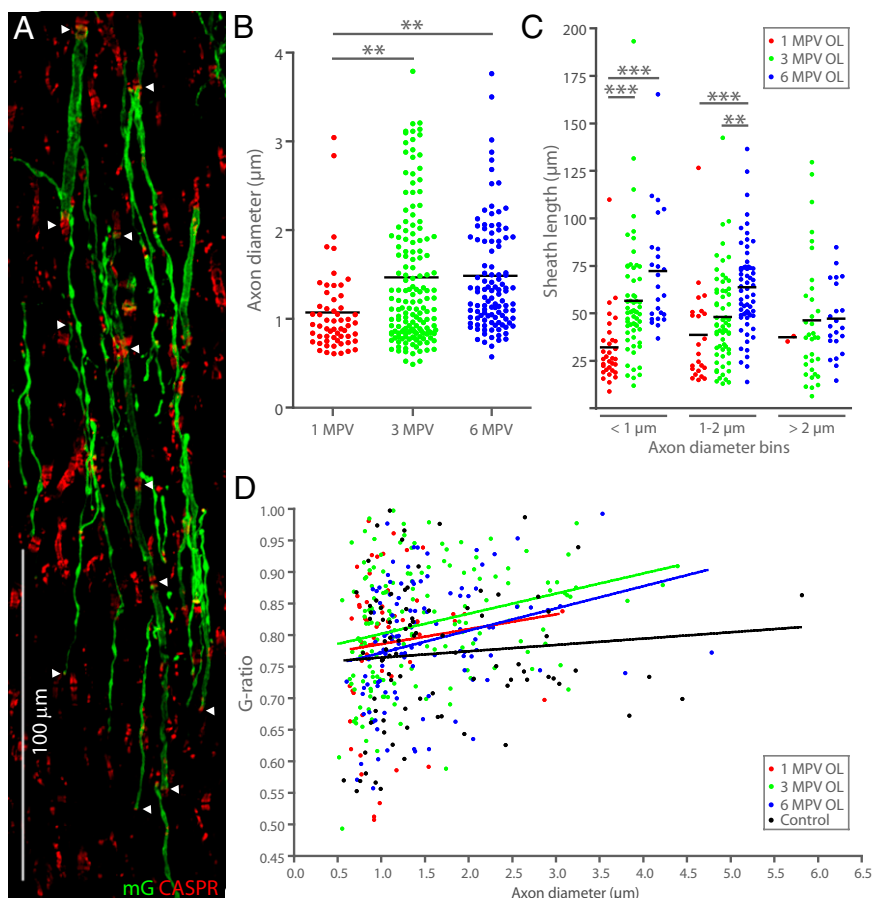 A
100 µm
mG CASPR
B
**
**
4
3
2
1
0
Axon diameter (µm)
1 MPV
3 MPV
6 MPV
C
1 MPV OL
3 MPV OL
6 MPV OL
***
***
***
**
200
175
150
125
100
75
50
25
Sheath length (µm)
< 1 µm
1-2 µm
> 2 µm
Axon diameter bins
D
G-ratio
1.00
0.95
0.90
0.85
0.80
0.75
0.70
0.65
0.60
0.55
0.50
0.45
1 MPV OL
3 MPV OL
6 MPV OL
Control
0.0 0.5 1.0 1.5 2.0 2.5 3.0 3.5 4.0 4.5 5.0 5.5 6.0 6.5
Axon diameter (um)